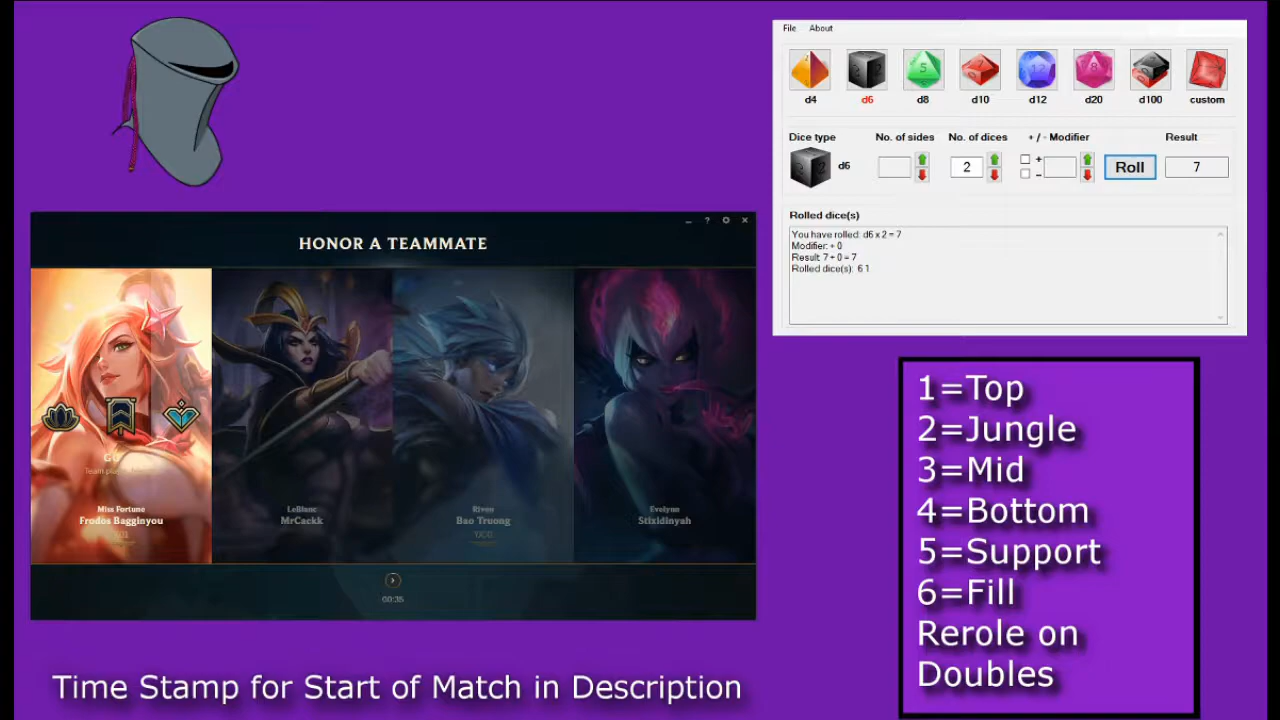 File About
d4 d6 d8 d10 d12 d20 d100 custom
Dice type No. of sides No. of dices + / - Modifier Result
d6 2 + - Roll 7
Rolled dice(s)
You have rolled: d6 x 2 = 7
Modifier: + 0
Result: 7 + 0 = 7
Rolled dice(s): 6 1
HONOR A TEAMMATE
Miss Fortune
Frodos Bagginyou
LeBlanc
MrCackk
Riven
Bao Truong
Evelynn
Stixidinyah
00:35
1=Top
2=Jungle
3=Mid
4=Bottom
5=Support
6=Fill
Rerole on
Doubles
Time Stamp for Start of Match in Description